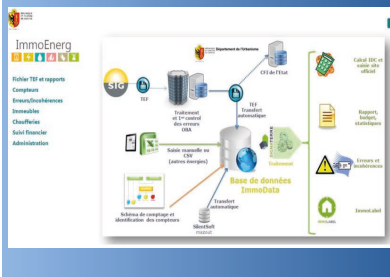 ImmoEnerg
Fichier TEF et rapports
Compteurs
Erreurs/Incohérences
Immeubles
Chaufferies
Suivi financier
Administration
Département de l'Urbanisme
SIG
TEF
Traitement
et 1er control
des erreurs
OBA
CFI de l'Etat
TEF
Transfert
automatique
Saisie manuelle ou
CSV
(autres énergies)
Base de données
ImmoData
Traitement
Schéma de comptage et
identification des compteurs
Transfert
automatique
SilentSoft
Calcul IDC et
saisie site
officiel
Rapport,
budget,
statistiques
Erreurs et
incohérences
ImmoLabel